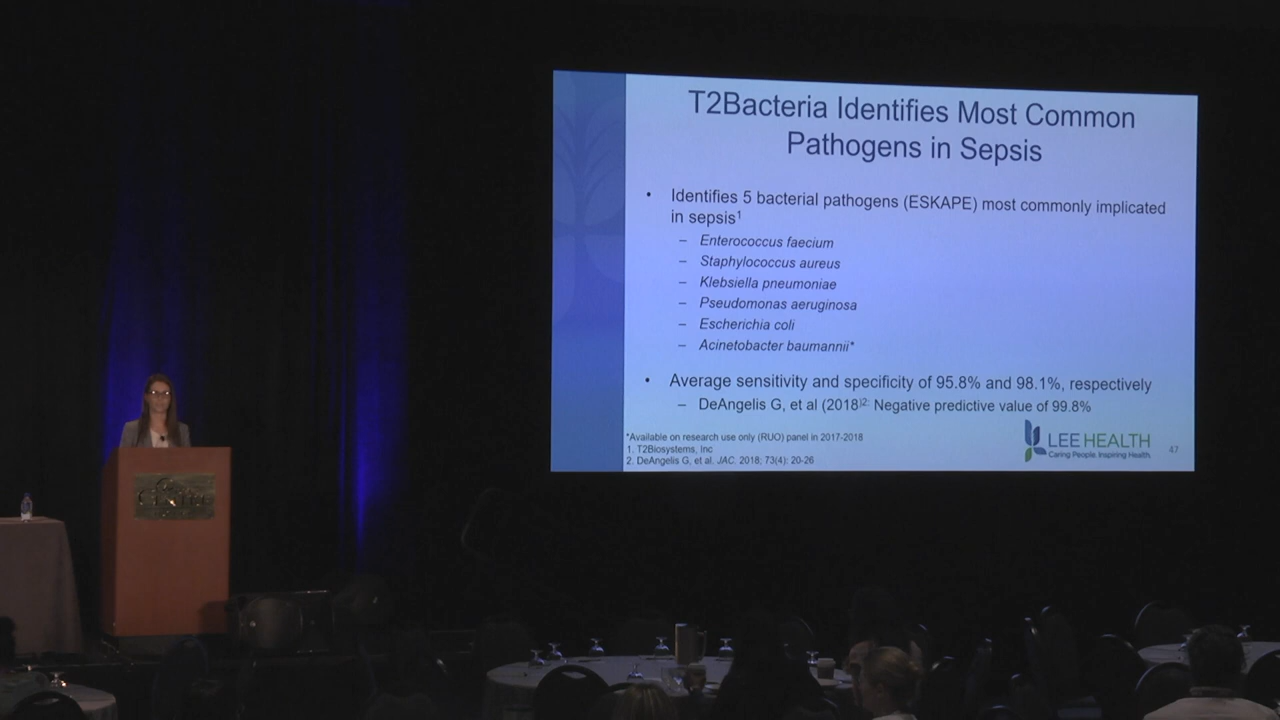 T2Bacteria Identifies Most Common
Pathogens in Sepsis
• Identifies 5 bacterial pathogens (ESKAPE) most commonly implicated
in sepsis1
– Enterococcus faecium
– Staphylococcus aureus
– Klebsiella pneumoniae
– Pseudomonas aeruginosa
– Escherichia coli
– Acinetobacter baumannii*
• Average sensitivity and specificity of 95.8% and 98.1%, respectively
– DeAngelis G, et al (2018)2: Negative predictive value of 99.8%
*Available on research use only (RUO) panel in 2017-2018
1. T2Biosystems, Inc
2. DeAngelis G, et al. JAC. 2018; 73(4): 20-26
LEE HEALTH
Caring People. Inspiring Health.
47